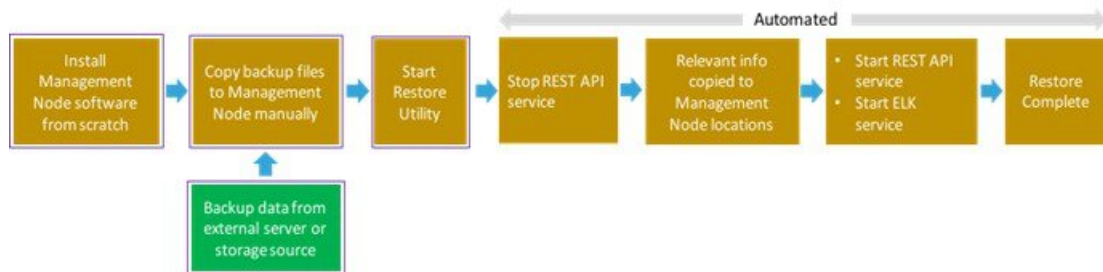 Automated
Install
Management
Node software
from scratch
Copy backup files
to Management
Node manually
Start
Restore
Utility
Stop REST API
service
Relevant info
copied to
Management
Node locations
• Start REST API
service
• Start ELK
service
Restore
Complete
Backup data from
external server or
storage source